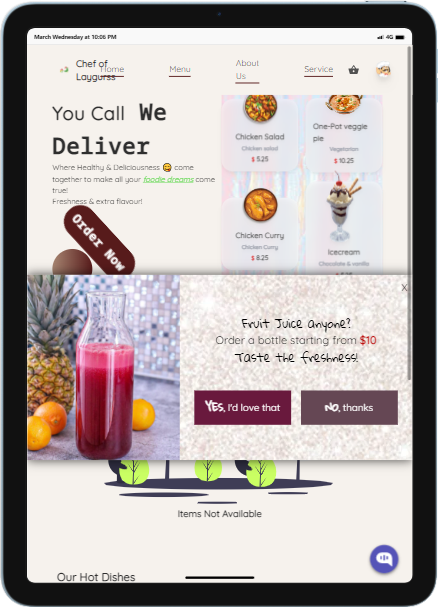 March Wednesday at 10:06 PM
4G
Chef of
Laygurss
Home
Menu
About
Us
Service
You Call We
Deliver
Where Healthy & Deliciousness 😋 come
together to make all your foodie dreams come
true!
Freshness & extra flavour!
Order Now
Chicken Salad
Chicken salad
$ 5.25
One-Pot veggie
pie
Vegetarian
$ 10.25
Chicken Curry
Chicken Curry
$ 8.25
Icecream
Chocolate & vanilla
X
Fruit Juice anyone?
Order a bottle starting from $10
Taste the freshness!
YES, I'd love that
NO, thanks
Items Not Available
Our Hot Dishes